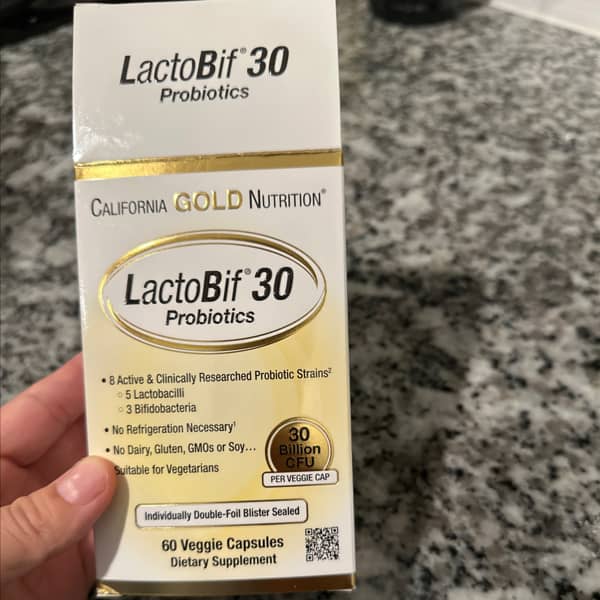 LactoBif® 30
Probiotics
CALIFORNIA GOLD NUTRITION®
LactoBif® 30
Probiotics
• 8 Active & Clinically Researched Probiotic Strains²
○ 5 Lactobacilli
○ 3 Bifidobacteria
• No Refrigeration Necessary¹
• No Dairy, Gluten, GMOs or Soy...
Suitable for Vegetarians
30
Billion
CFU
PER VEGGIE CAP
Individually Double-Foil Blister Sealed
60 Veggie Capsules
Dietary Supplement